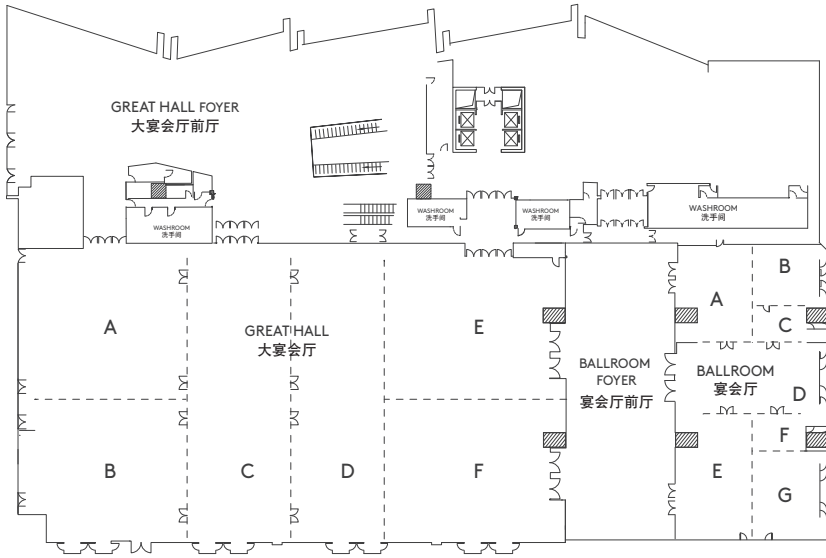 GREAT HALL FOYER
大宴会厅前厅
WASHROOM
洗手间
WASHROOM
洗手间
WASHROOM
洗手间
WASHROOM
洗手间
A
B
GREAT HALL
大宴会厅
C
D
E
F
BALLROOM
FOYER
宴会厅前厅
A
B
C
BALLROOM
宴会厅
D
E
F
G